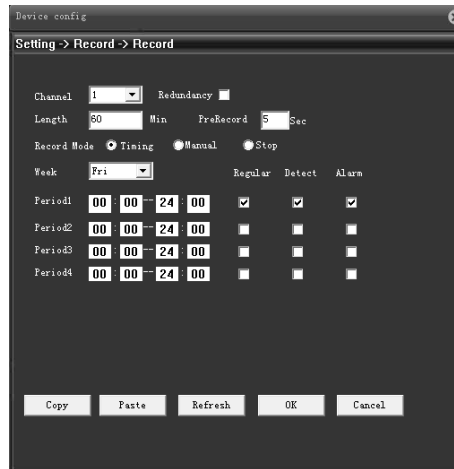 Device config
Setting -> Record -> Record
Channel 1 Redundancy
Length 60 Min PreRecord 5 Sec
Record Mode Timing Manual Stop
Week Fri Regular Detect Alarm
Period1 00 : 00 -- 24 : 00
Period2 00 : 00 -- 24 : 00
Period3 00 : 00 -- 24 : 00
Period4 00 : 00 -- 24 : 00
Copy Paste Refresh OK Cancel